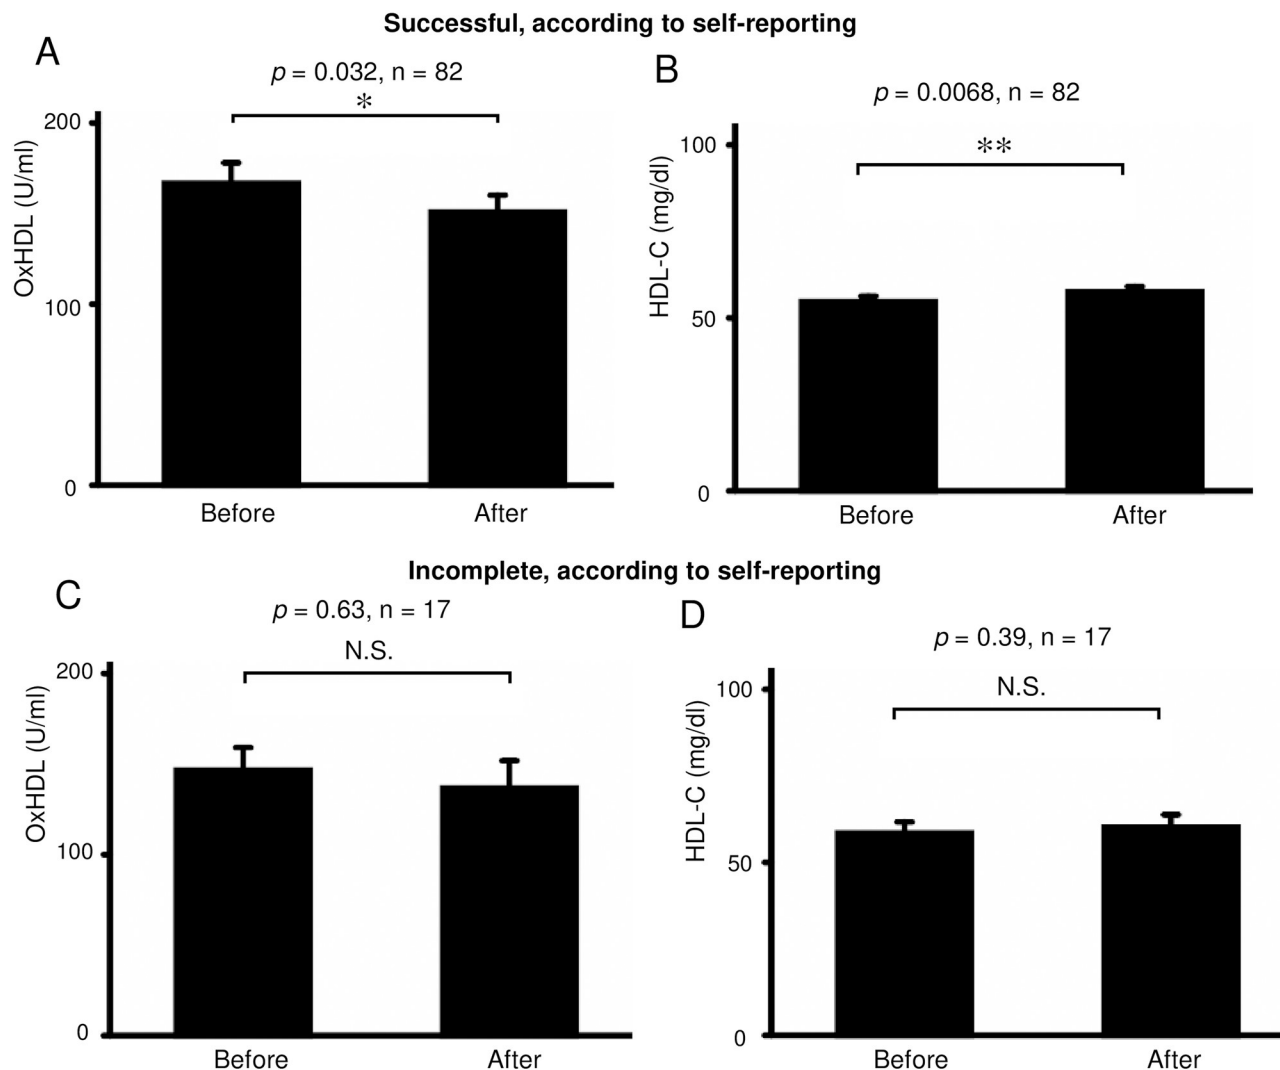 Successful, according to self-reporting
A
p = 0.032, n = 82
*
OxHDL (U/ml)
200
100
0
Before
After
B
p = 0.0068, n = 82
**
HDL-C (mg/dl)
100
50
0
Before
After
Incomplete, according to self-reporting
C
p = 0.63, n = 17
N.S.
OxHDL (U/ml)
200
100
0
Before
After
D
p = 0.39, n = 17
N.S.
HDL-C (mg/dl)
100
50
0
Before
After